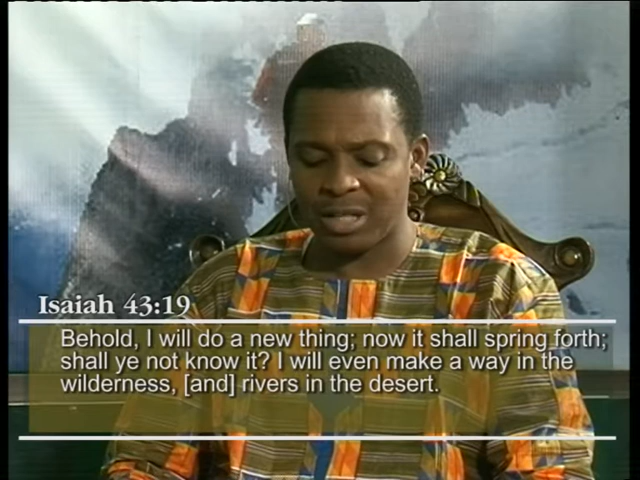 Isaiah 43:19
Behold, I will do a new thing; now it shall spring forth;
shall ye not know it? I will even make a way in the
wilderness, [and] rivers in the desert.